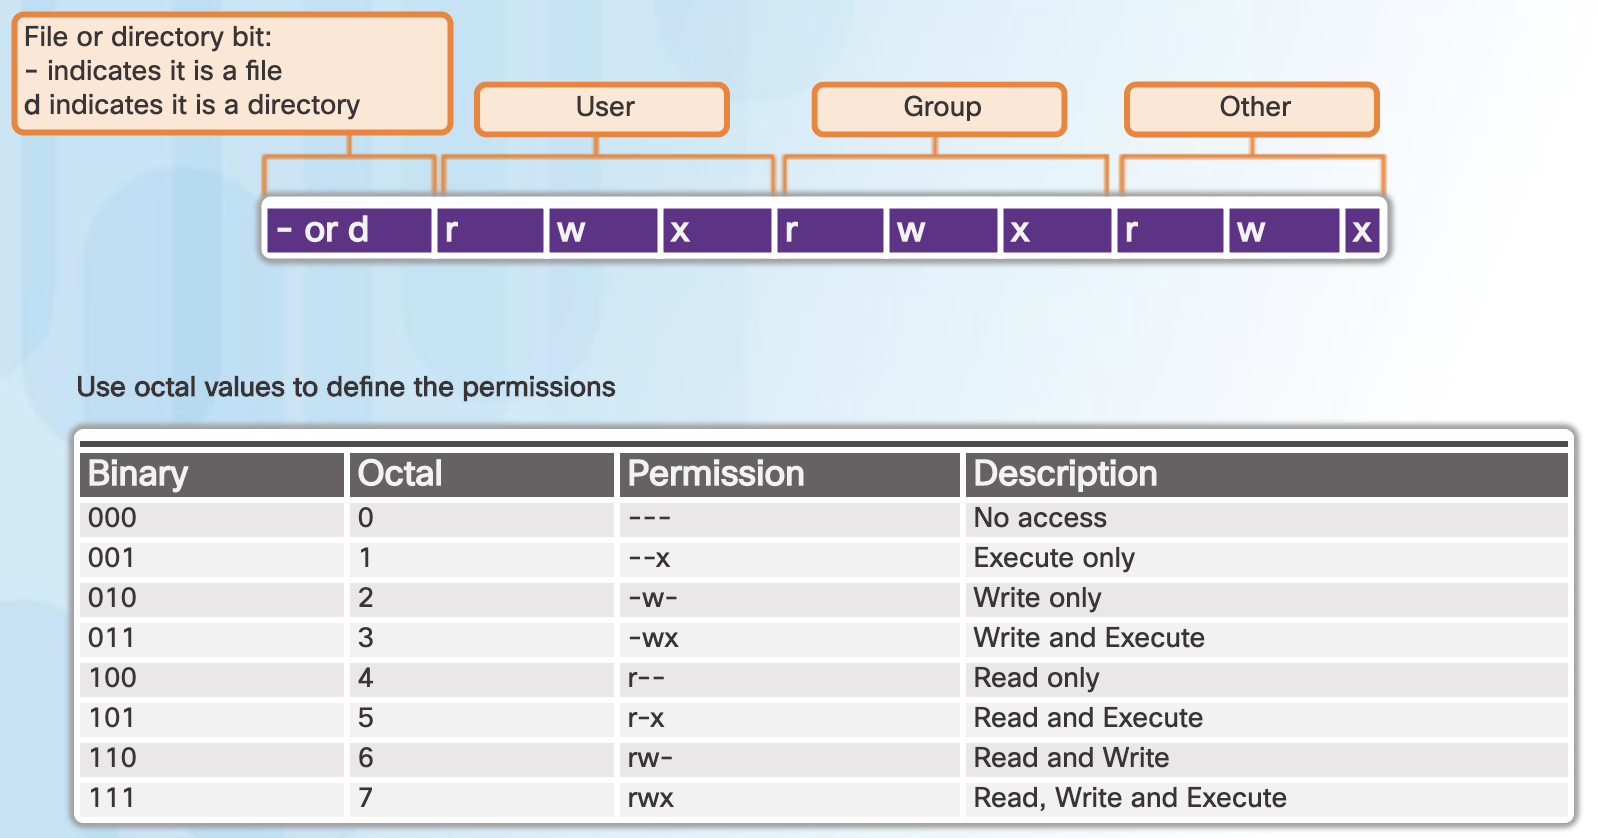 File or directory bit:
- indicates it is a file
d indicates it is a directory
User
Group
Other
- or d r w x r w x r w x
Use octal values to define the permissions
Binary Octal Permission Description
000 0 --- No access
001 1 --x Execute only
010 2 -w- Write only
011 3 -wx Write and Execute
100 4 r-- Read only
101 5 r-x Read and Execute
110 6 rw- Read and Write
111 7 rwx Read, Write and Execute